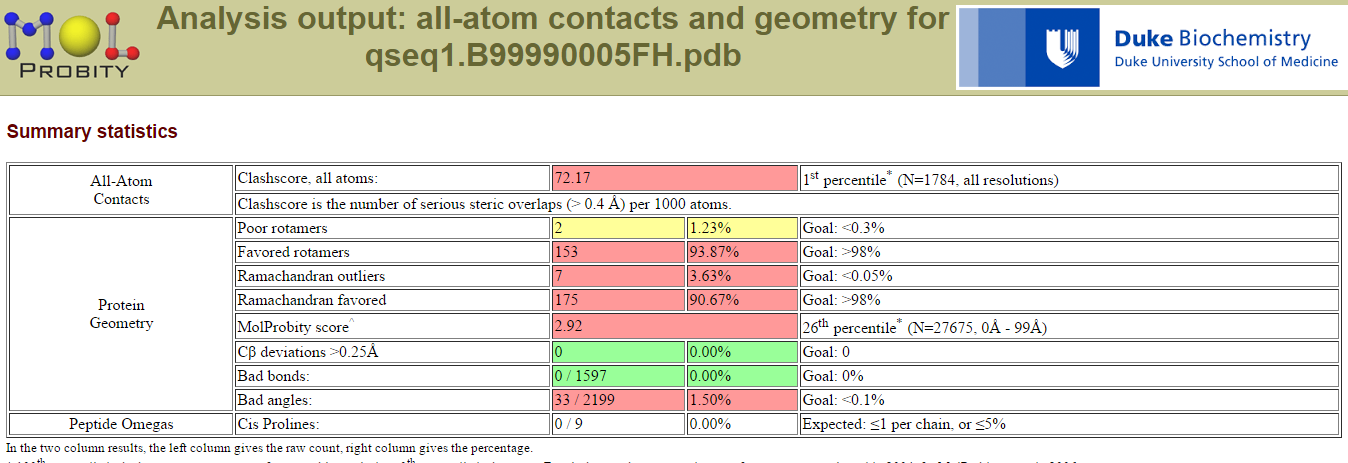 MOL
PROBITY
Analysis output: all-atom contacts and geometry for
qseq1.B99990005FH.pdb
Duke Biochemistry
Duke University School of Medicine
Summary statistics
All-Atom
Contacts
Clashscore, all atoms: 72.17 1st percentile* (N=1784, all resolutions)
Clashscore is the number of serious steric overlaps (> 0.4 Å) per 1000 atoms.
Protein
Geometry
Poor rotamers 2 1.23% Goal: <0.3%
Favored rotamers 153 93.87% Goal: >98%
Ramachandran outliers 7 3.63% Goal: <0.05%
Ramachandran favored 175 90.67% Goal: >98%
MolProbity score^ 2.92 26th percentile* (N=27675, 0Å - 99Å)
Cβ deviations >0.25Å 0 0.00% Goal: 0
Bad bonds: 0 / 1597 0.00% Goal: 0%
Bad angles: 33 / 2199 1.50% Goal: <0.1%
Peptide Omegas Cis Prolines: 0 / 9 0.00% Expected: ≤1 per chain, or ≤5%
In the two column results, the left column gives the raw count, right column gives the percentage.